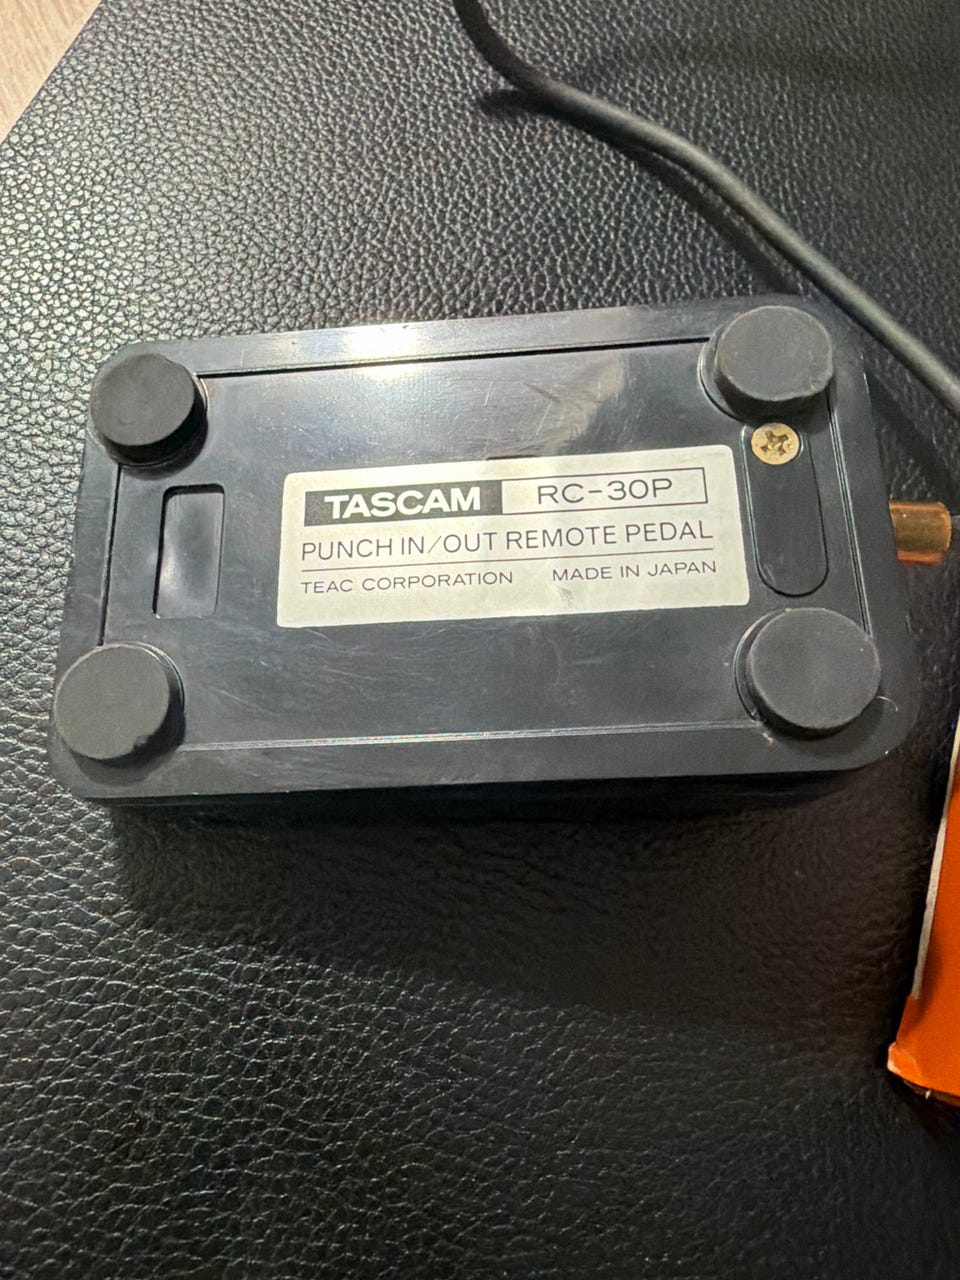 TASCAM RC-30P
PUNCH IN/OUT REMOTE PEDAL
TEAC CORPORATION MADE IN JAPAN